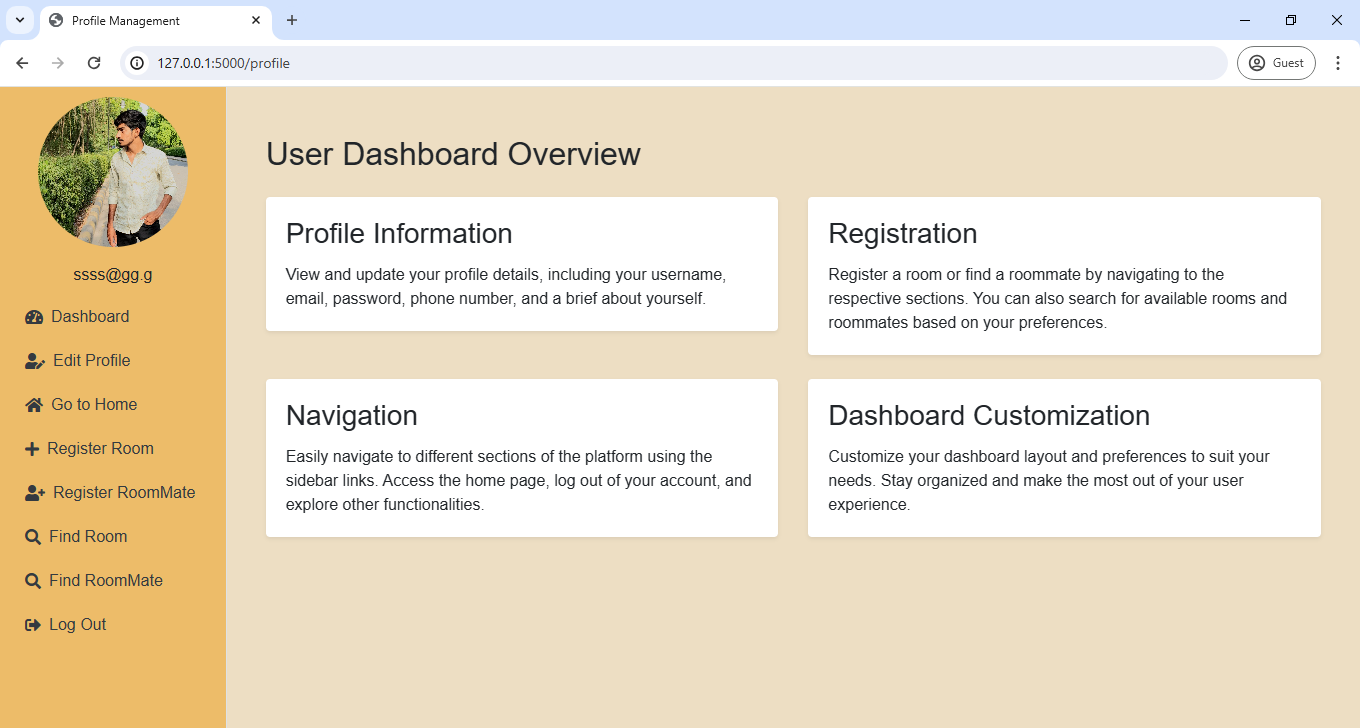 Profile Management
127.0.0.1:5000/profile
Guest
ssss@gg.g
Dashboard
Edit Profile
Go to Home
Register Room
Register RoomMate
Find Room
Find RoomMate
Log Out
User Dashboard Overview
Profile Information
View and update your profile details, including your username,
email, password, phone number, and a brief about yourself.
Registration
Register a room or find a roommate by navigating to the
respective sections. You can also search for available rooms and
roommates based on your preferences.
Navigation
Easily navigate to different sections of the platform using the
sidebar links. Access the home page, log out of your account, and
explore other functionalities.
Dashboard Customization
Customize your dashboard layout and preferences to suit your
needs. Stay organized and make the most out of your user
experience.